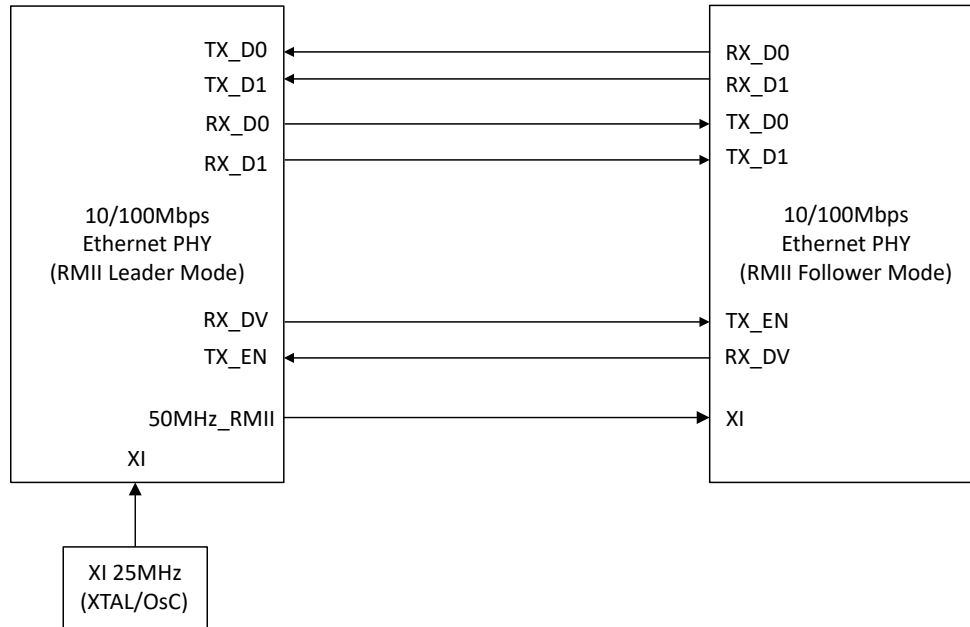 TX_D0
TX_D1
RX_D0
RX_D1
10/100Mbps
Ethernet PHY
(RMII Leader Mode)
RX_DV
TX_EN
50MHz_RMII
XI
XI 25MHz
(XTAL/OsC)
RX_D0
RX_D1
TX_D0
TX_D1
10/100Mbps
Ethernet PHY
(RMII Follower Mode)
TX_EN
RX_DV
XI